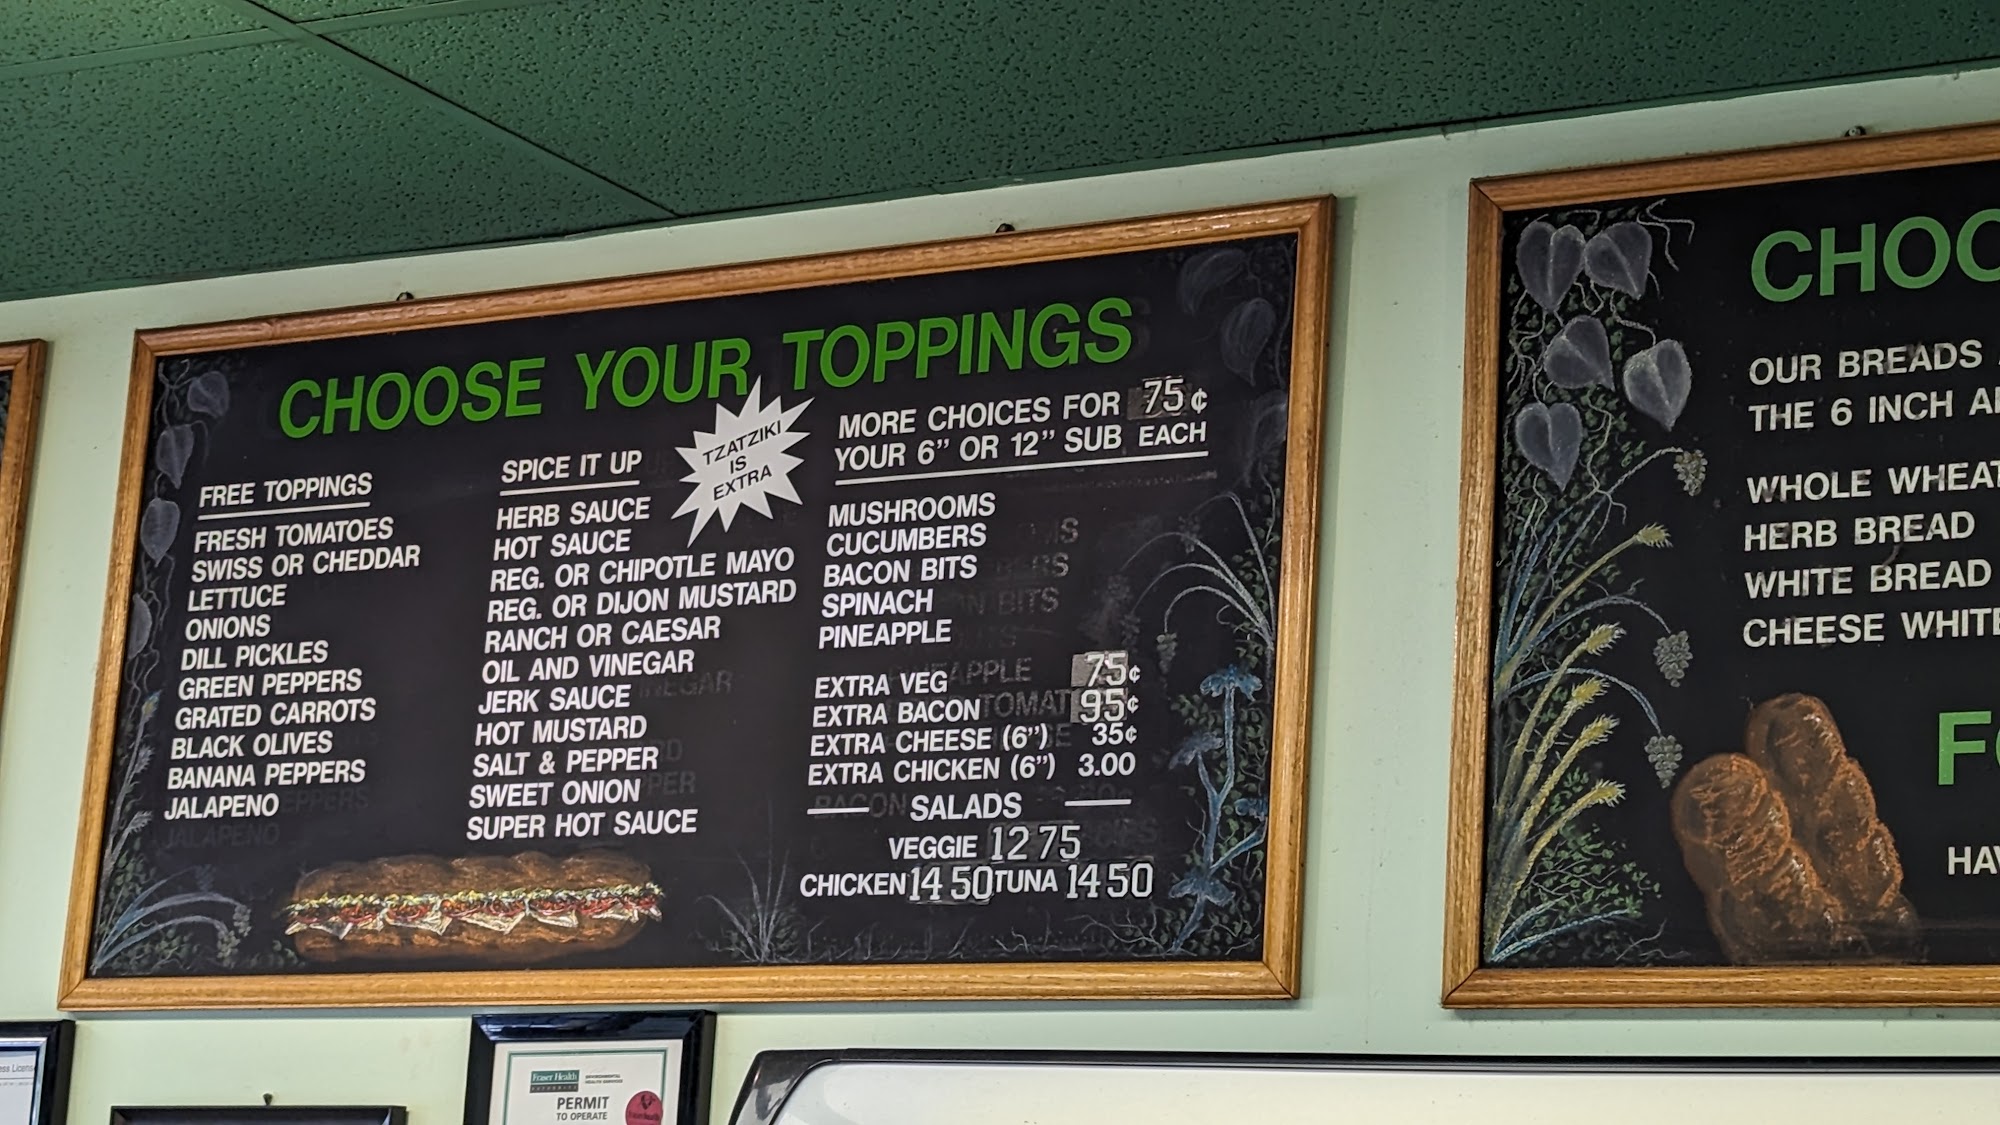 CHOOSE YOUR TOPPINGS
FREE TOPPINGS
FRESH TOMATOES
SWISS OR CHEDDAR
LETTUCE
ONIONS
DILL PICKLES
GREEN PEPPERS
GRATED CARROTS
BLACK OLIVES
BANANA PEPPERS
JALAPENO
SPICE IT UP
HERB SAUCE
HOT SAUCE
REG. OR CHIPOTLE MAYO
REG. OR DIJON MUSTARD
RANCH OR CAESAR
OIL AND VINEGAR
JERK SAUCE
HOT MUSTARD
SALT & PEPPER
SWEET ONION
SUPER HOT SAUCE
TZATZIKI
IS
EXTRA
MORE CHOICES FOR 75¢
YOUR 6” OR 12” SUB EACH
MUSHROOMS
CUCUMBERS
BACON BITS
SPINACH
PINEAPPLE
EXTRA VEG 75¢
EXTRA BACON 95¢
EXTRA CHEESE (6”) 35¢
EXTRA CHICKEN (6”) 3.00
SALADS
VEGGIE 12 75
CHICKEN 14 50 TUNA 14 50
CHOO
OUR BREADS
THE 6 INCH
WHOLE WHEAT
HERB BREAD
WHITE BREAD
CHEESE WHITE
HAV
Fraser Health
PERMIT
TO OPERATE